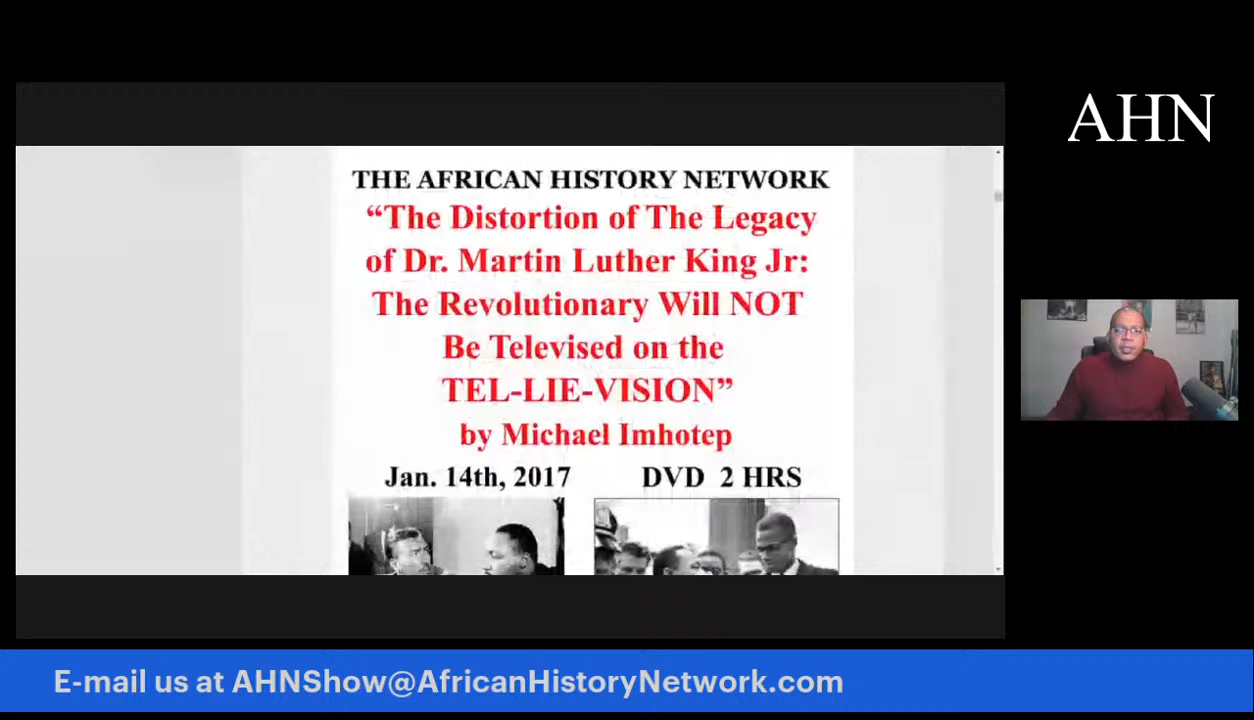 AHN
THE AFRICAN HISTORY NETWORK
“The Distortion of The Legacy
of Dr. Martin Luther King Jr:
The Revolutionary Will NOT
Be Televised on the
TEL-LIE-VISION”
by Michael Imhotep
Jan. 14th, 2017 DVD 2 HRS
E-mail us at AHNShow@AfricanHistoryNetwork.com